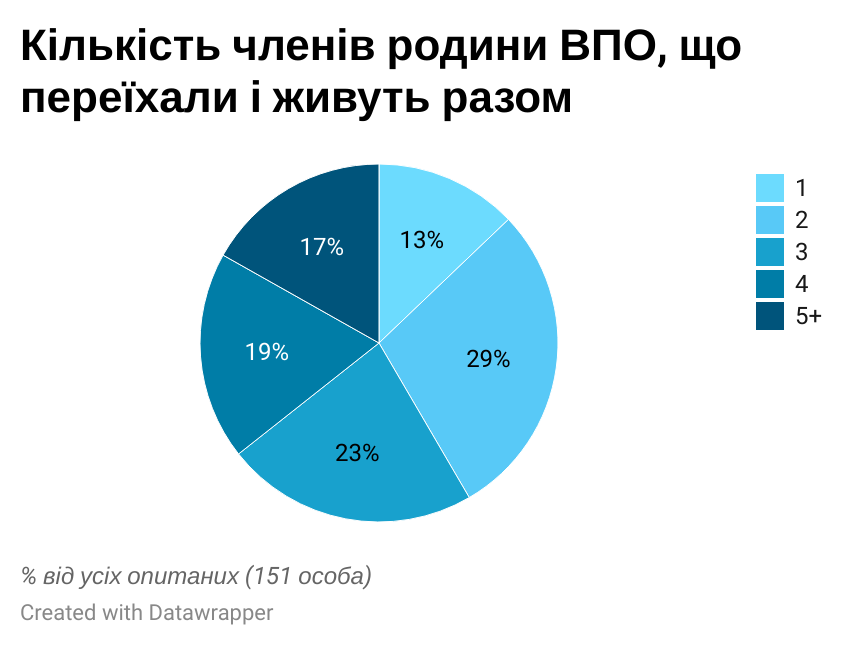 Кількість членів родини ВПО, що
переїхали і живуть разом
1
2
3
4
5+
17%
13%
19%
29%
23%
% від усіх опитаних (151 особа)
Created with Datawrapper